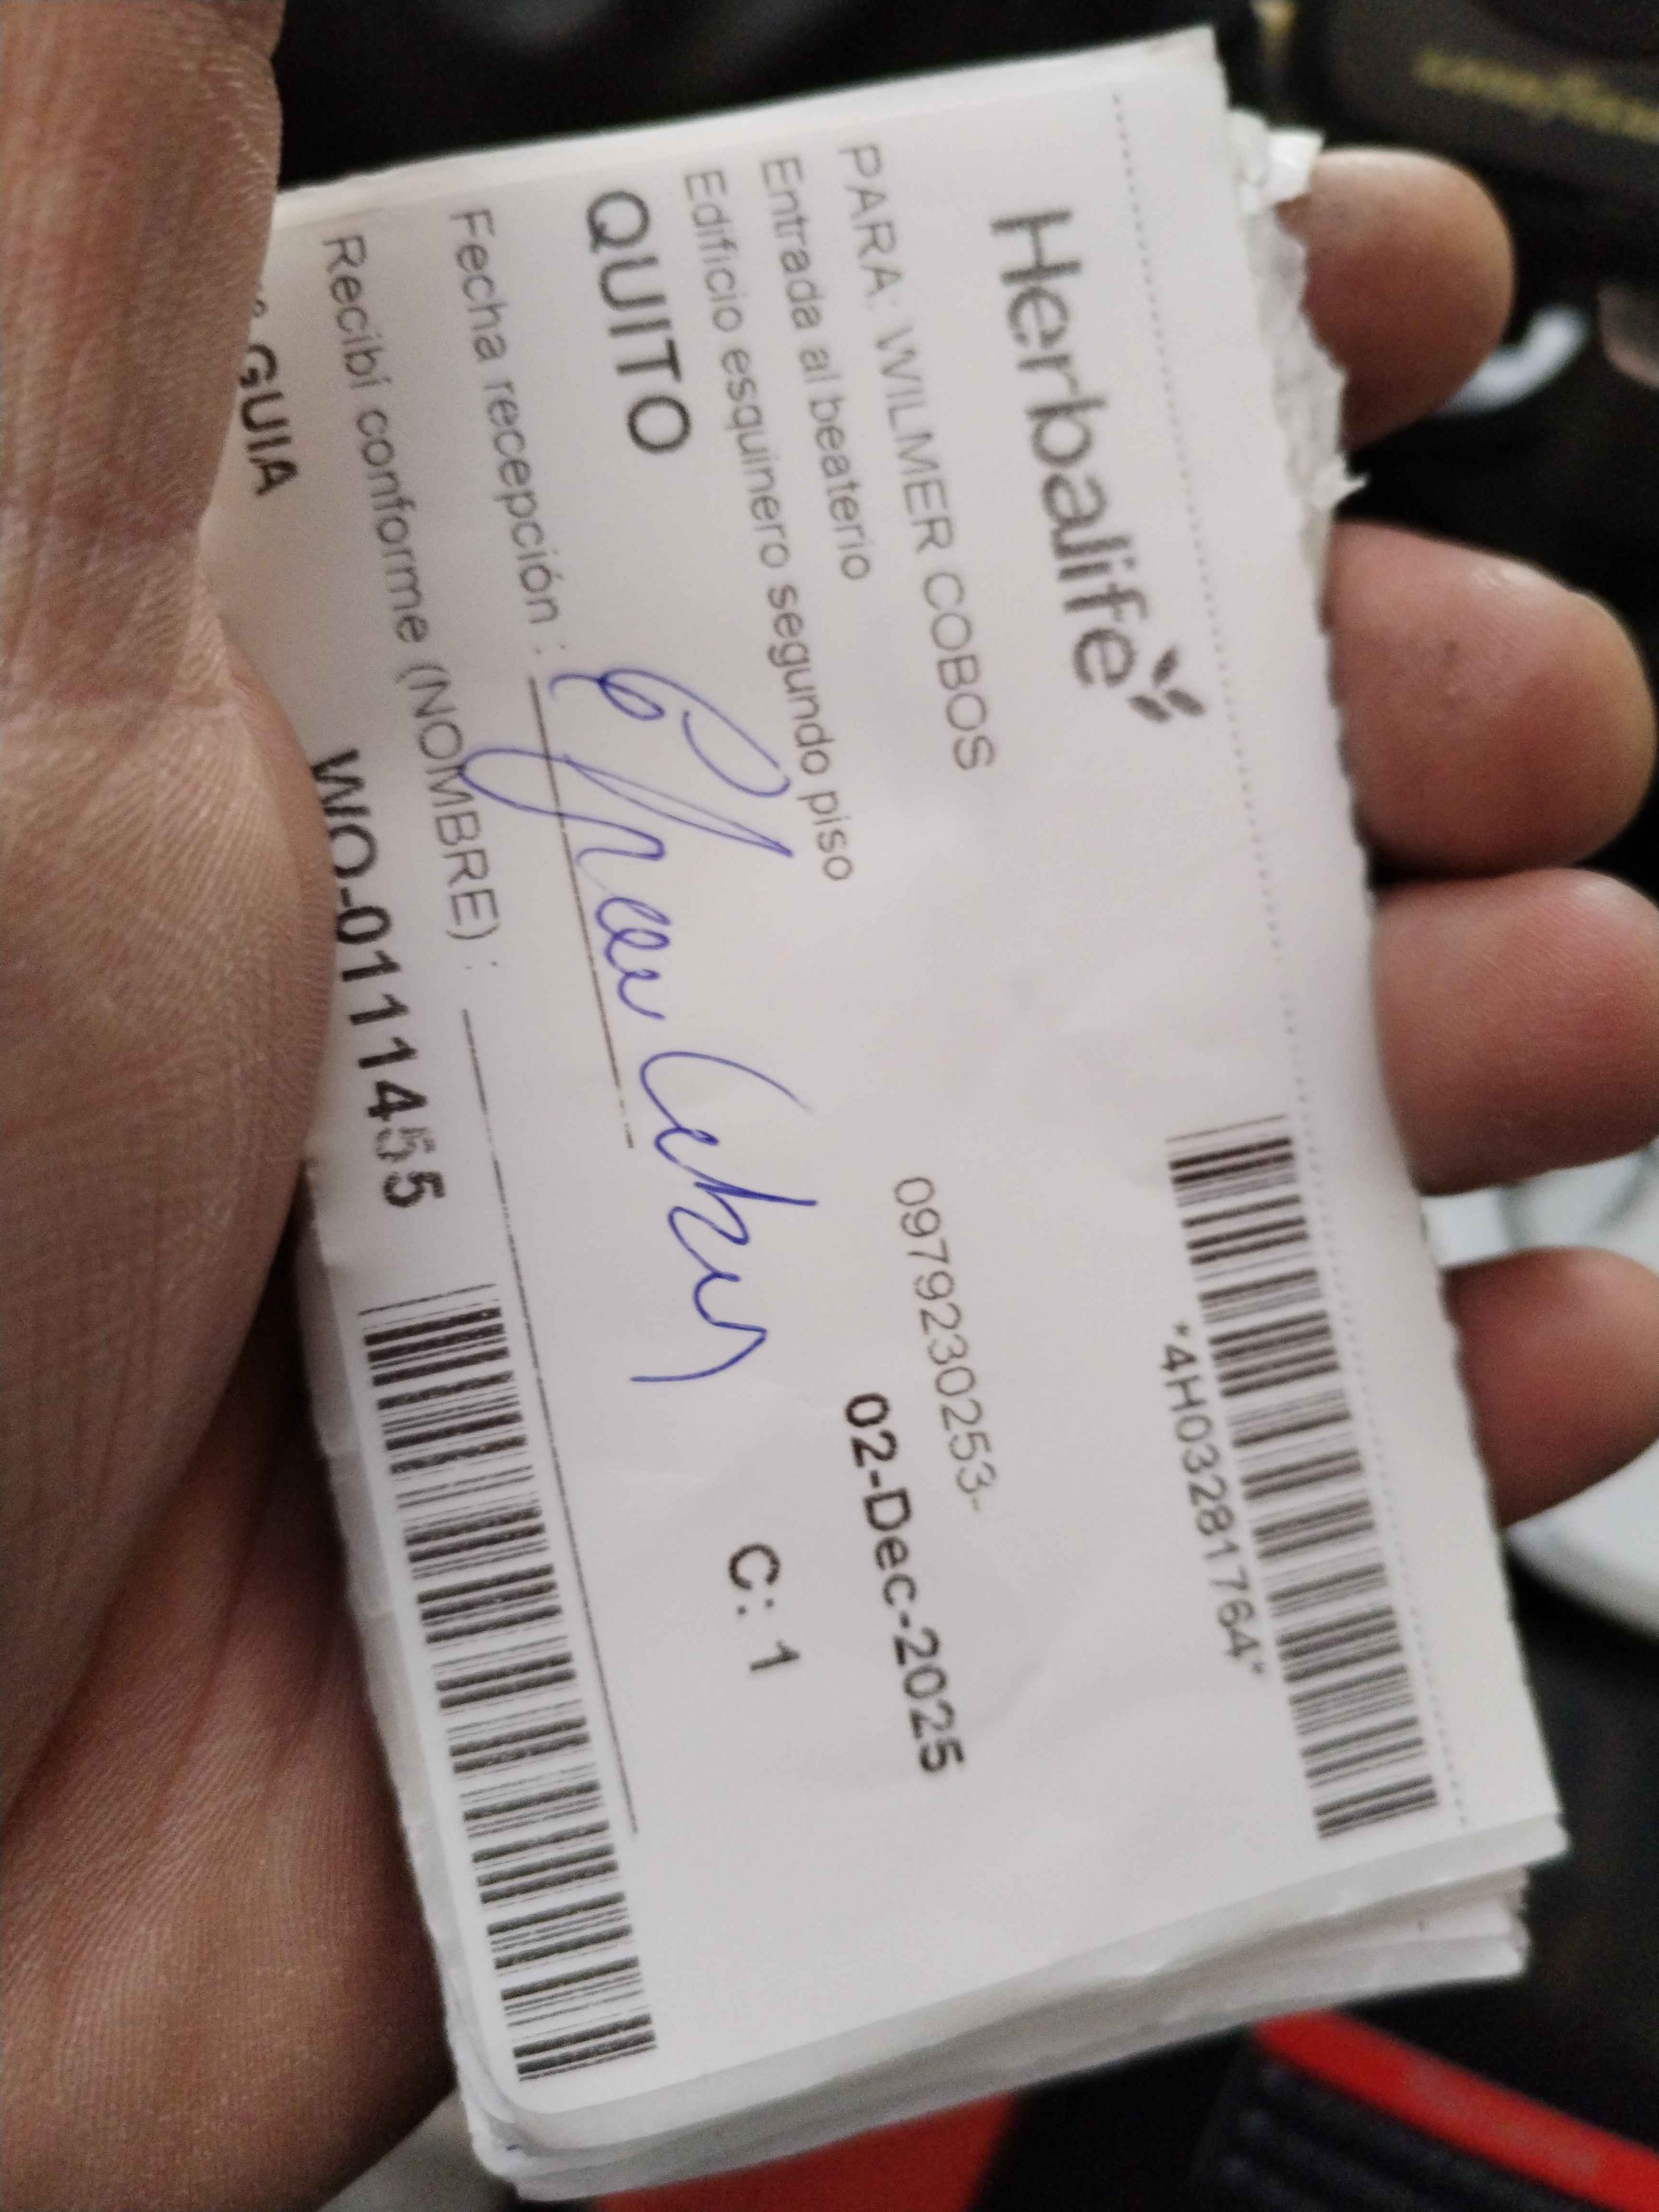 Herbalife
*4H03281764*
PARA: WILMER COBOS
0979230253-
Entrada al beaterio
02-Dec-2025
Edificio esquinero segundo piso
QUITO
C: 1
Fecha recepción :
Recibí conforme (NOMBRE) :
GUIA
WO-0111455